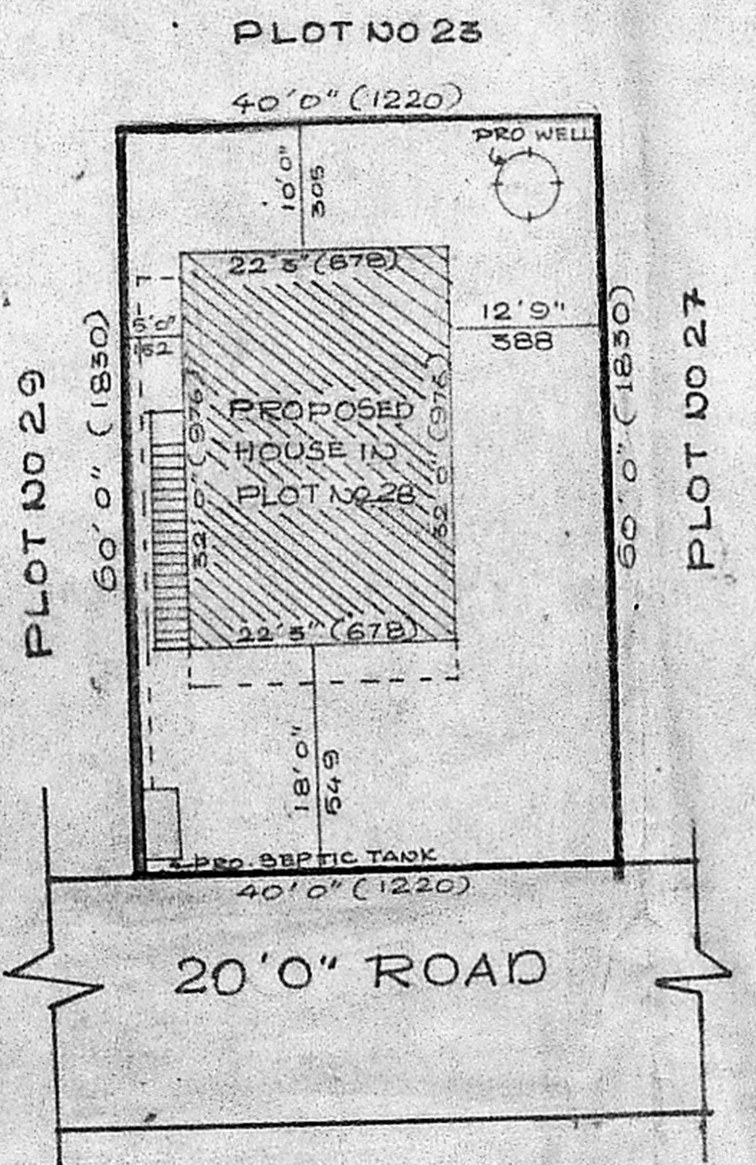 PLOT NO 23
40'0" (1220)
PRO WELL
10'0"
305
22'3" (678)
5'0"
152
12'9"
388
PLOT NO 29
60'0" (1830)
32'0" (976)
PROPOSED
HOUSE IN
PLOT NO 28
32'0" (976)
60'0" (1830)
PLOT NO 27
22'3" (678)
18'0"
549
PRO. SEPTIC TANK
40'0" (1220)
20'0" ROAD